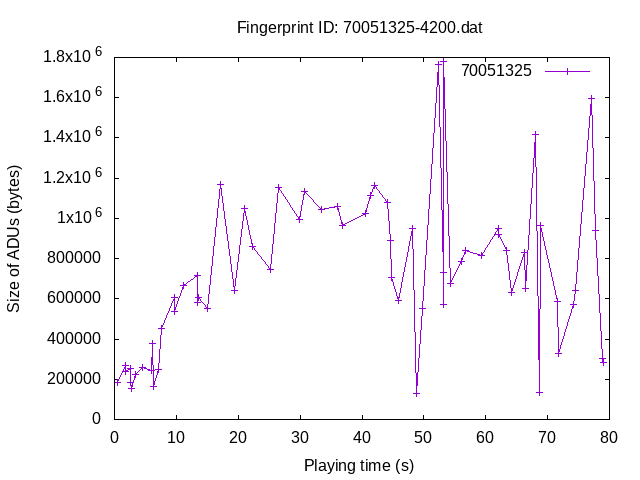 Fingerprint ID: 70051325-4200.dat
70051325
1.8x10^6
1.6x10^6
1.4x10^6
1.2x10^6
1x10^6
800000
600000
400000
200000
0
Size of ADUs (bytes)
0 10 20 30 40 50 60 70 80
Playing time (s)